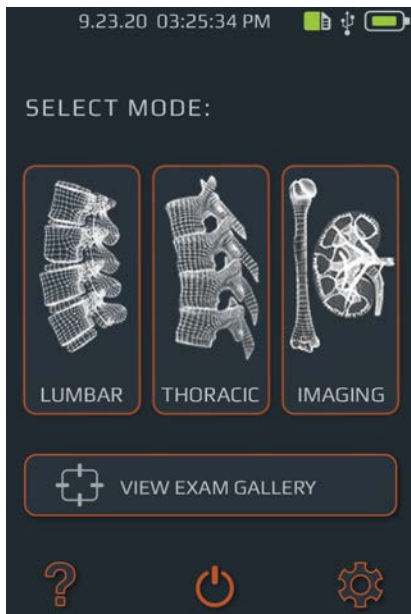 9.23.20 03:25:34 PM
SELECT MODE:
LUMBAR THORACIC IMAGING
VIEW EXAM GALLERY
?